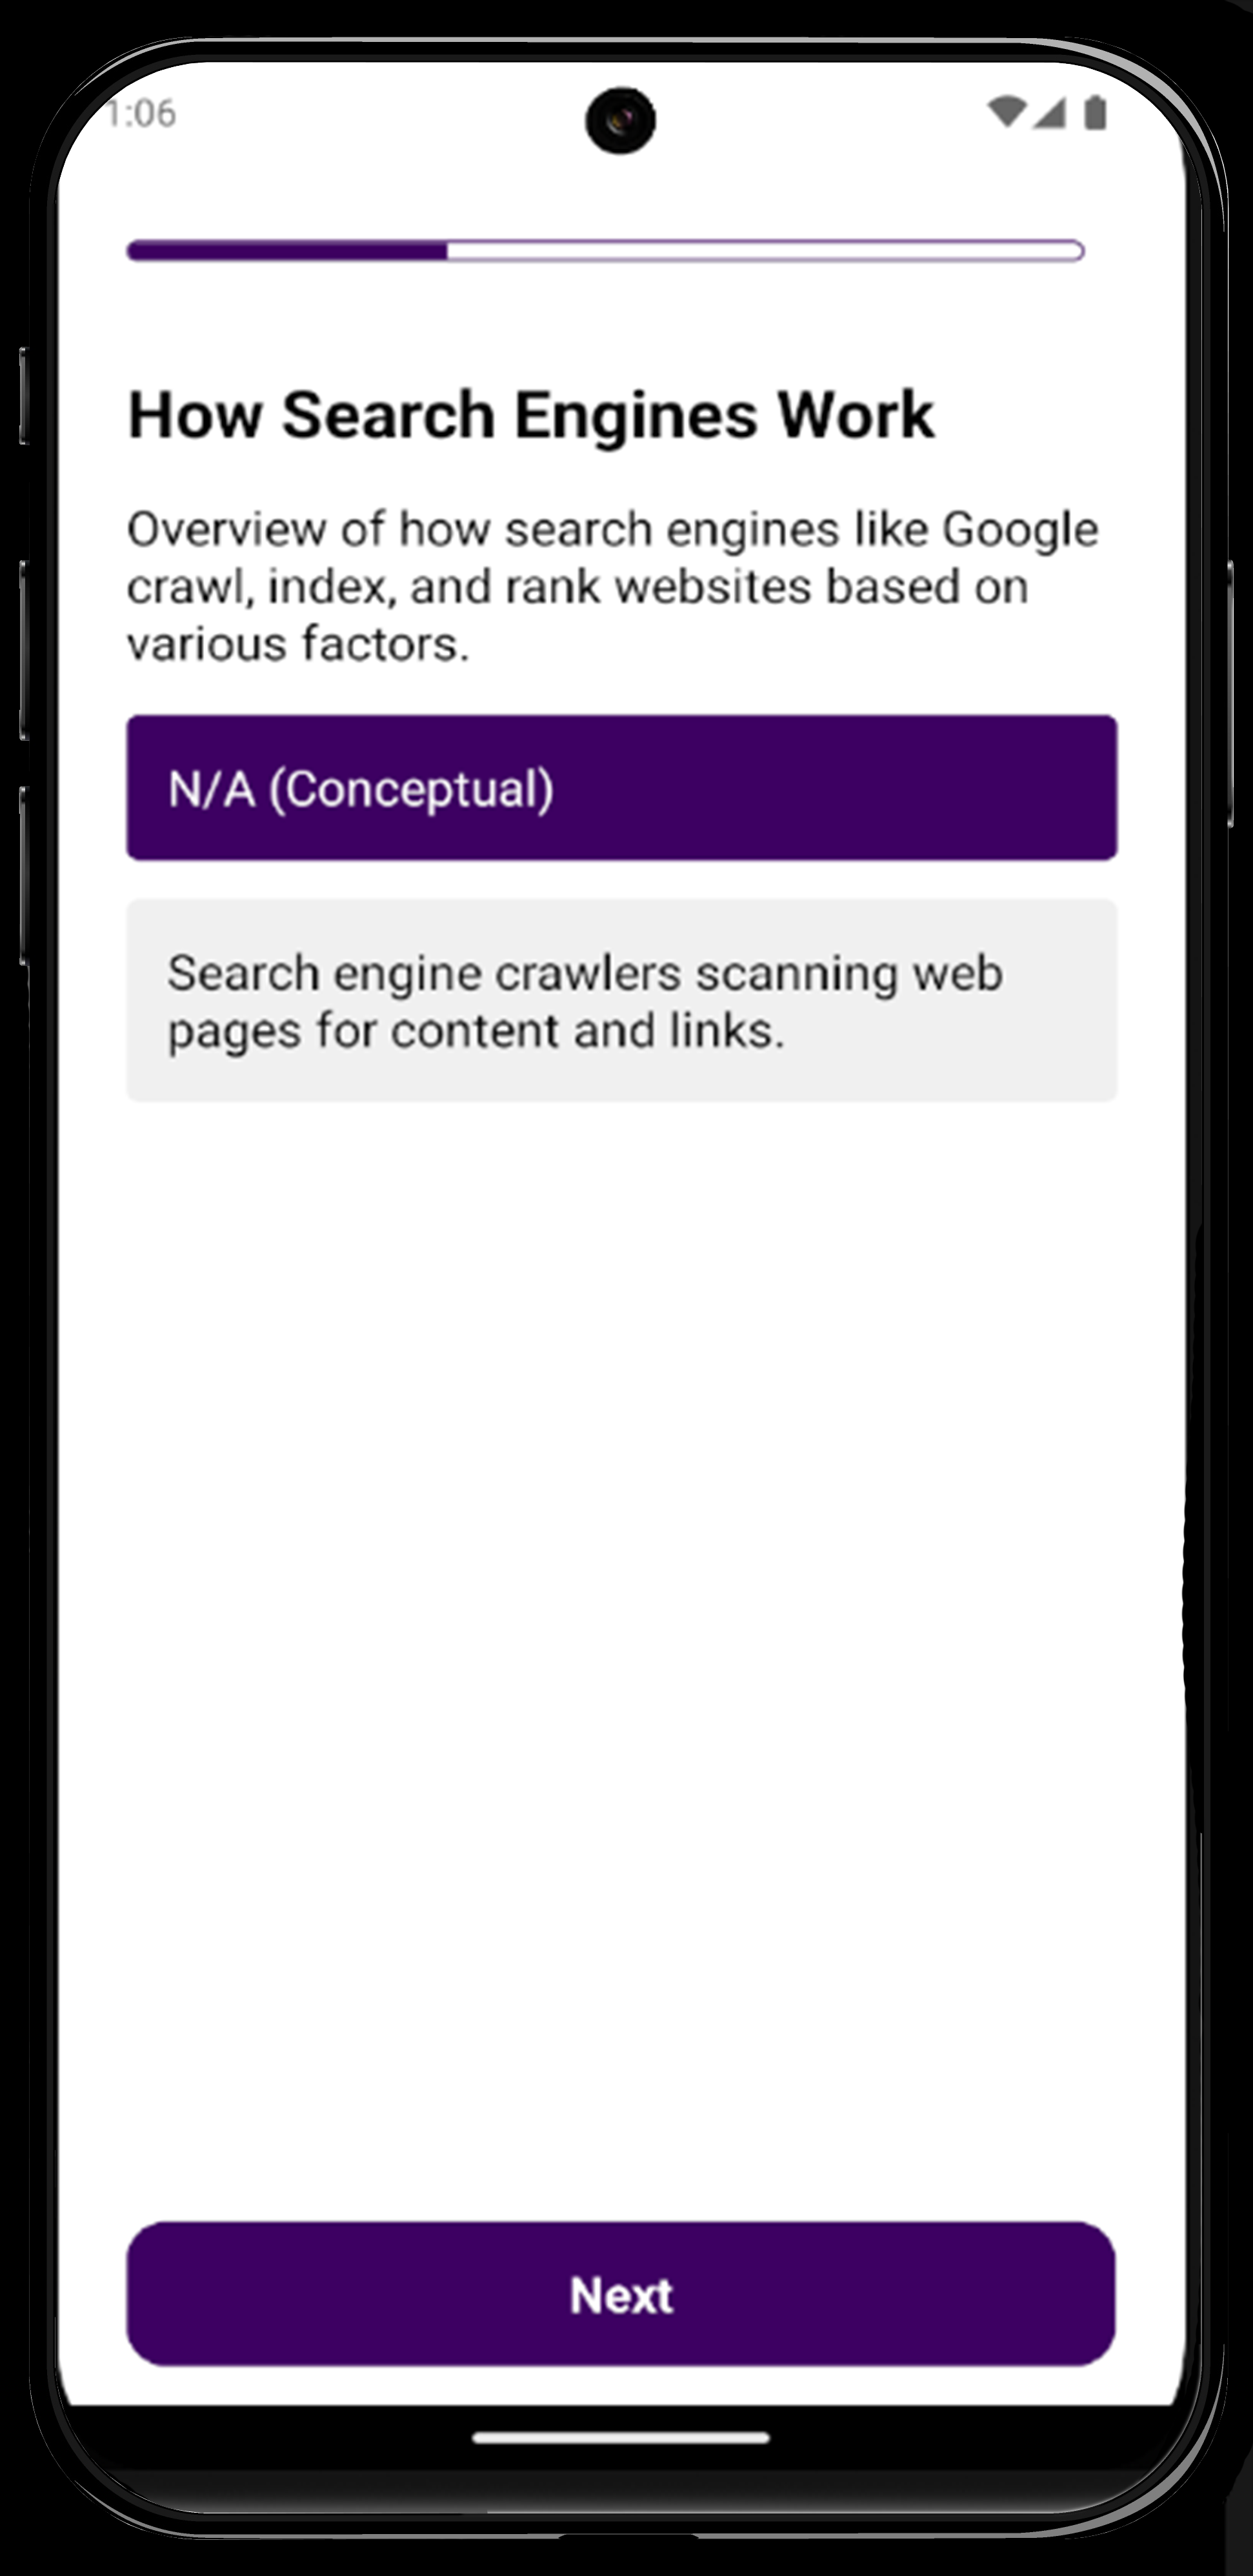 1:06
How Search Engines Work
Overview of how search engines like Google
crawl, index, and rank websites based on
various factors.
N/A (Conceptual)
Search engine crawlers scanning web
pages for content and links.
Next